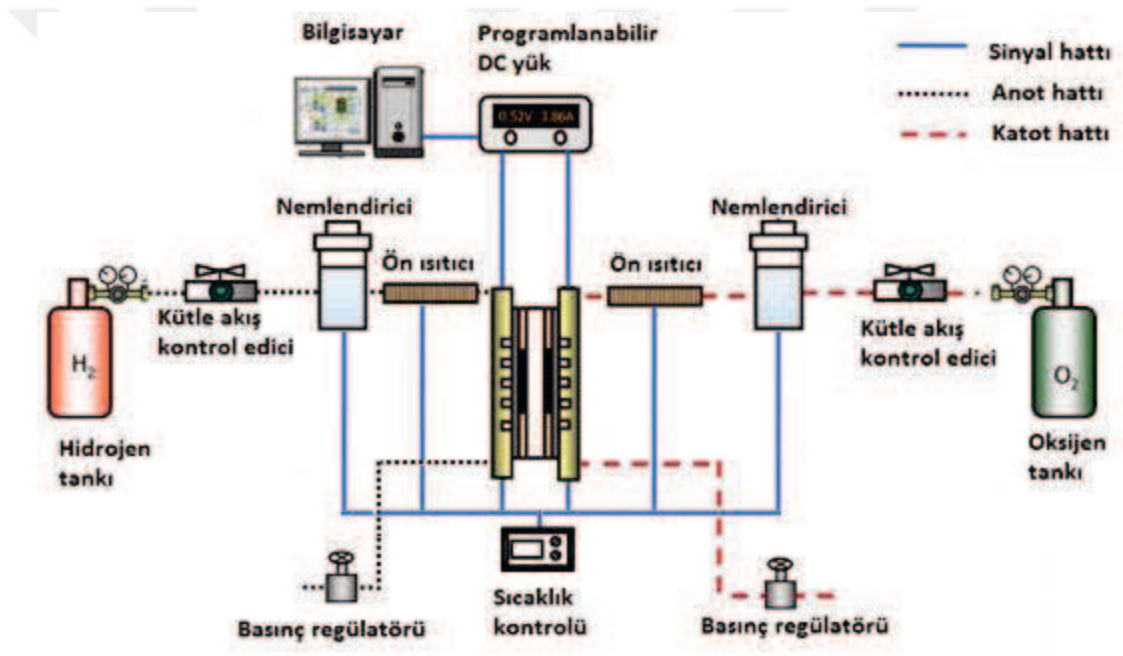 Bilgisayar
Programlanabilir
DC yük
Sinyal hattı
Anot hattı
Katot hattı
0.52V 3.86A
Nemlendirici
Nemlendirici
Ön ısıtıcı
Ön ısıtıcı
Kütle akış
kontrol edici
Kütle akış
kontrol edici
H2
O2
Hidrojen
tankı
Oksijen
tankı
Sıcaklık
kontrolü
Basınç regülatörü
Basınç regülatörü